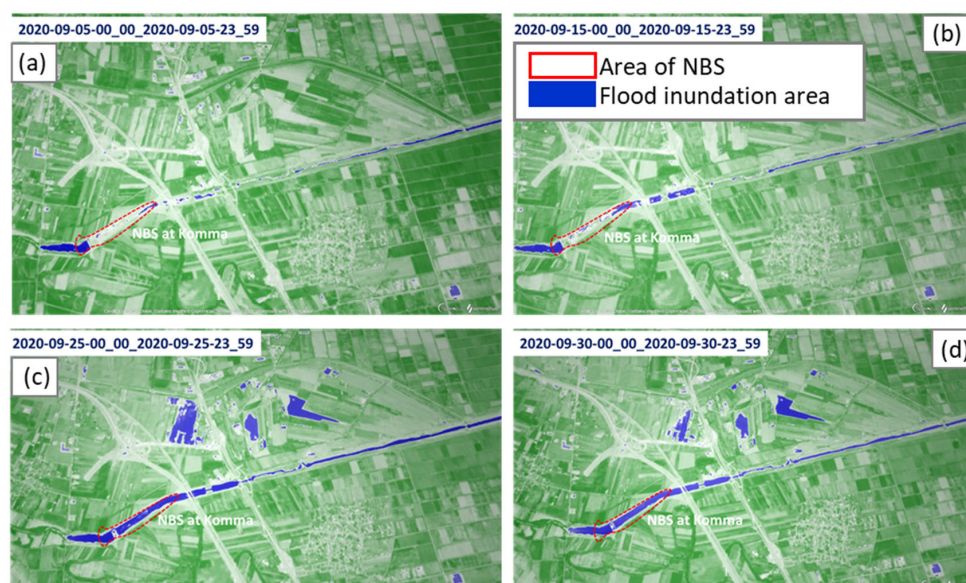 2020-09-05-00_00_2020-09-05-23_59
(a)
NBS at Komma
2020-09-15-00_00_2020-09-15-23_59
(b)
Area of NBS
Flood inundation area
NBS at Komma
2020-09-25-00_00_2020-09-25-23_59
(c)
NBS at Komma
2020-09-30-00_00_2020-09-30-23_59
(d)
NBS at Komma